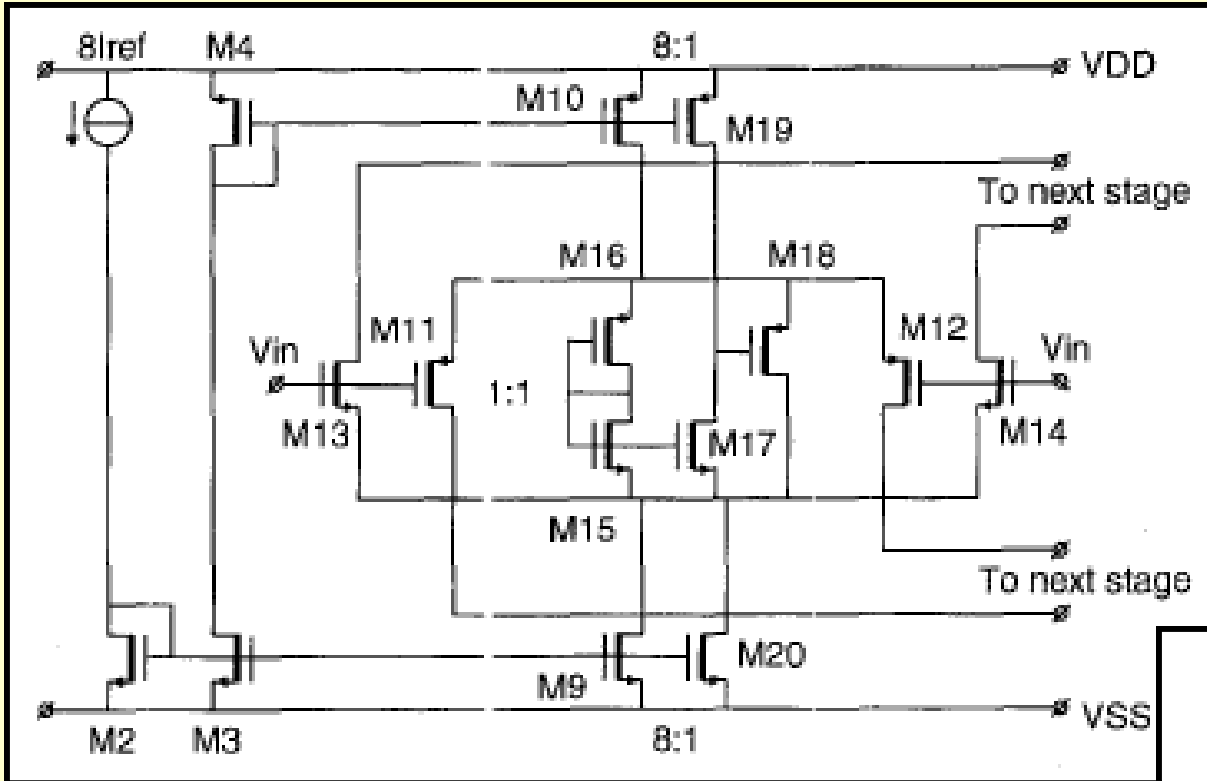 8Iref M4 8:1
VDD
M10
M19
To next stage
M16 M18
M11 M12
Vin Vin
1:1
M13 M17 M14
M15
To next stage
M20
M9
VSS
M2 M3 8:1